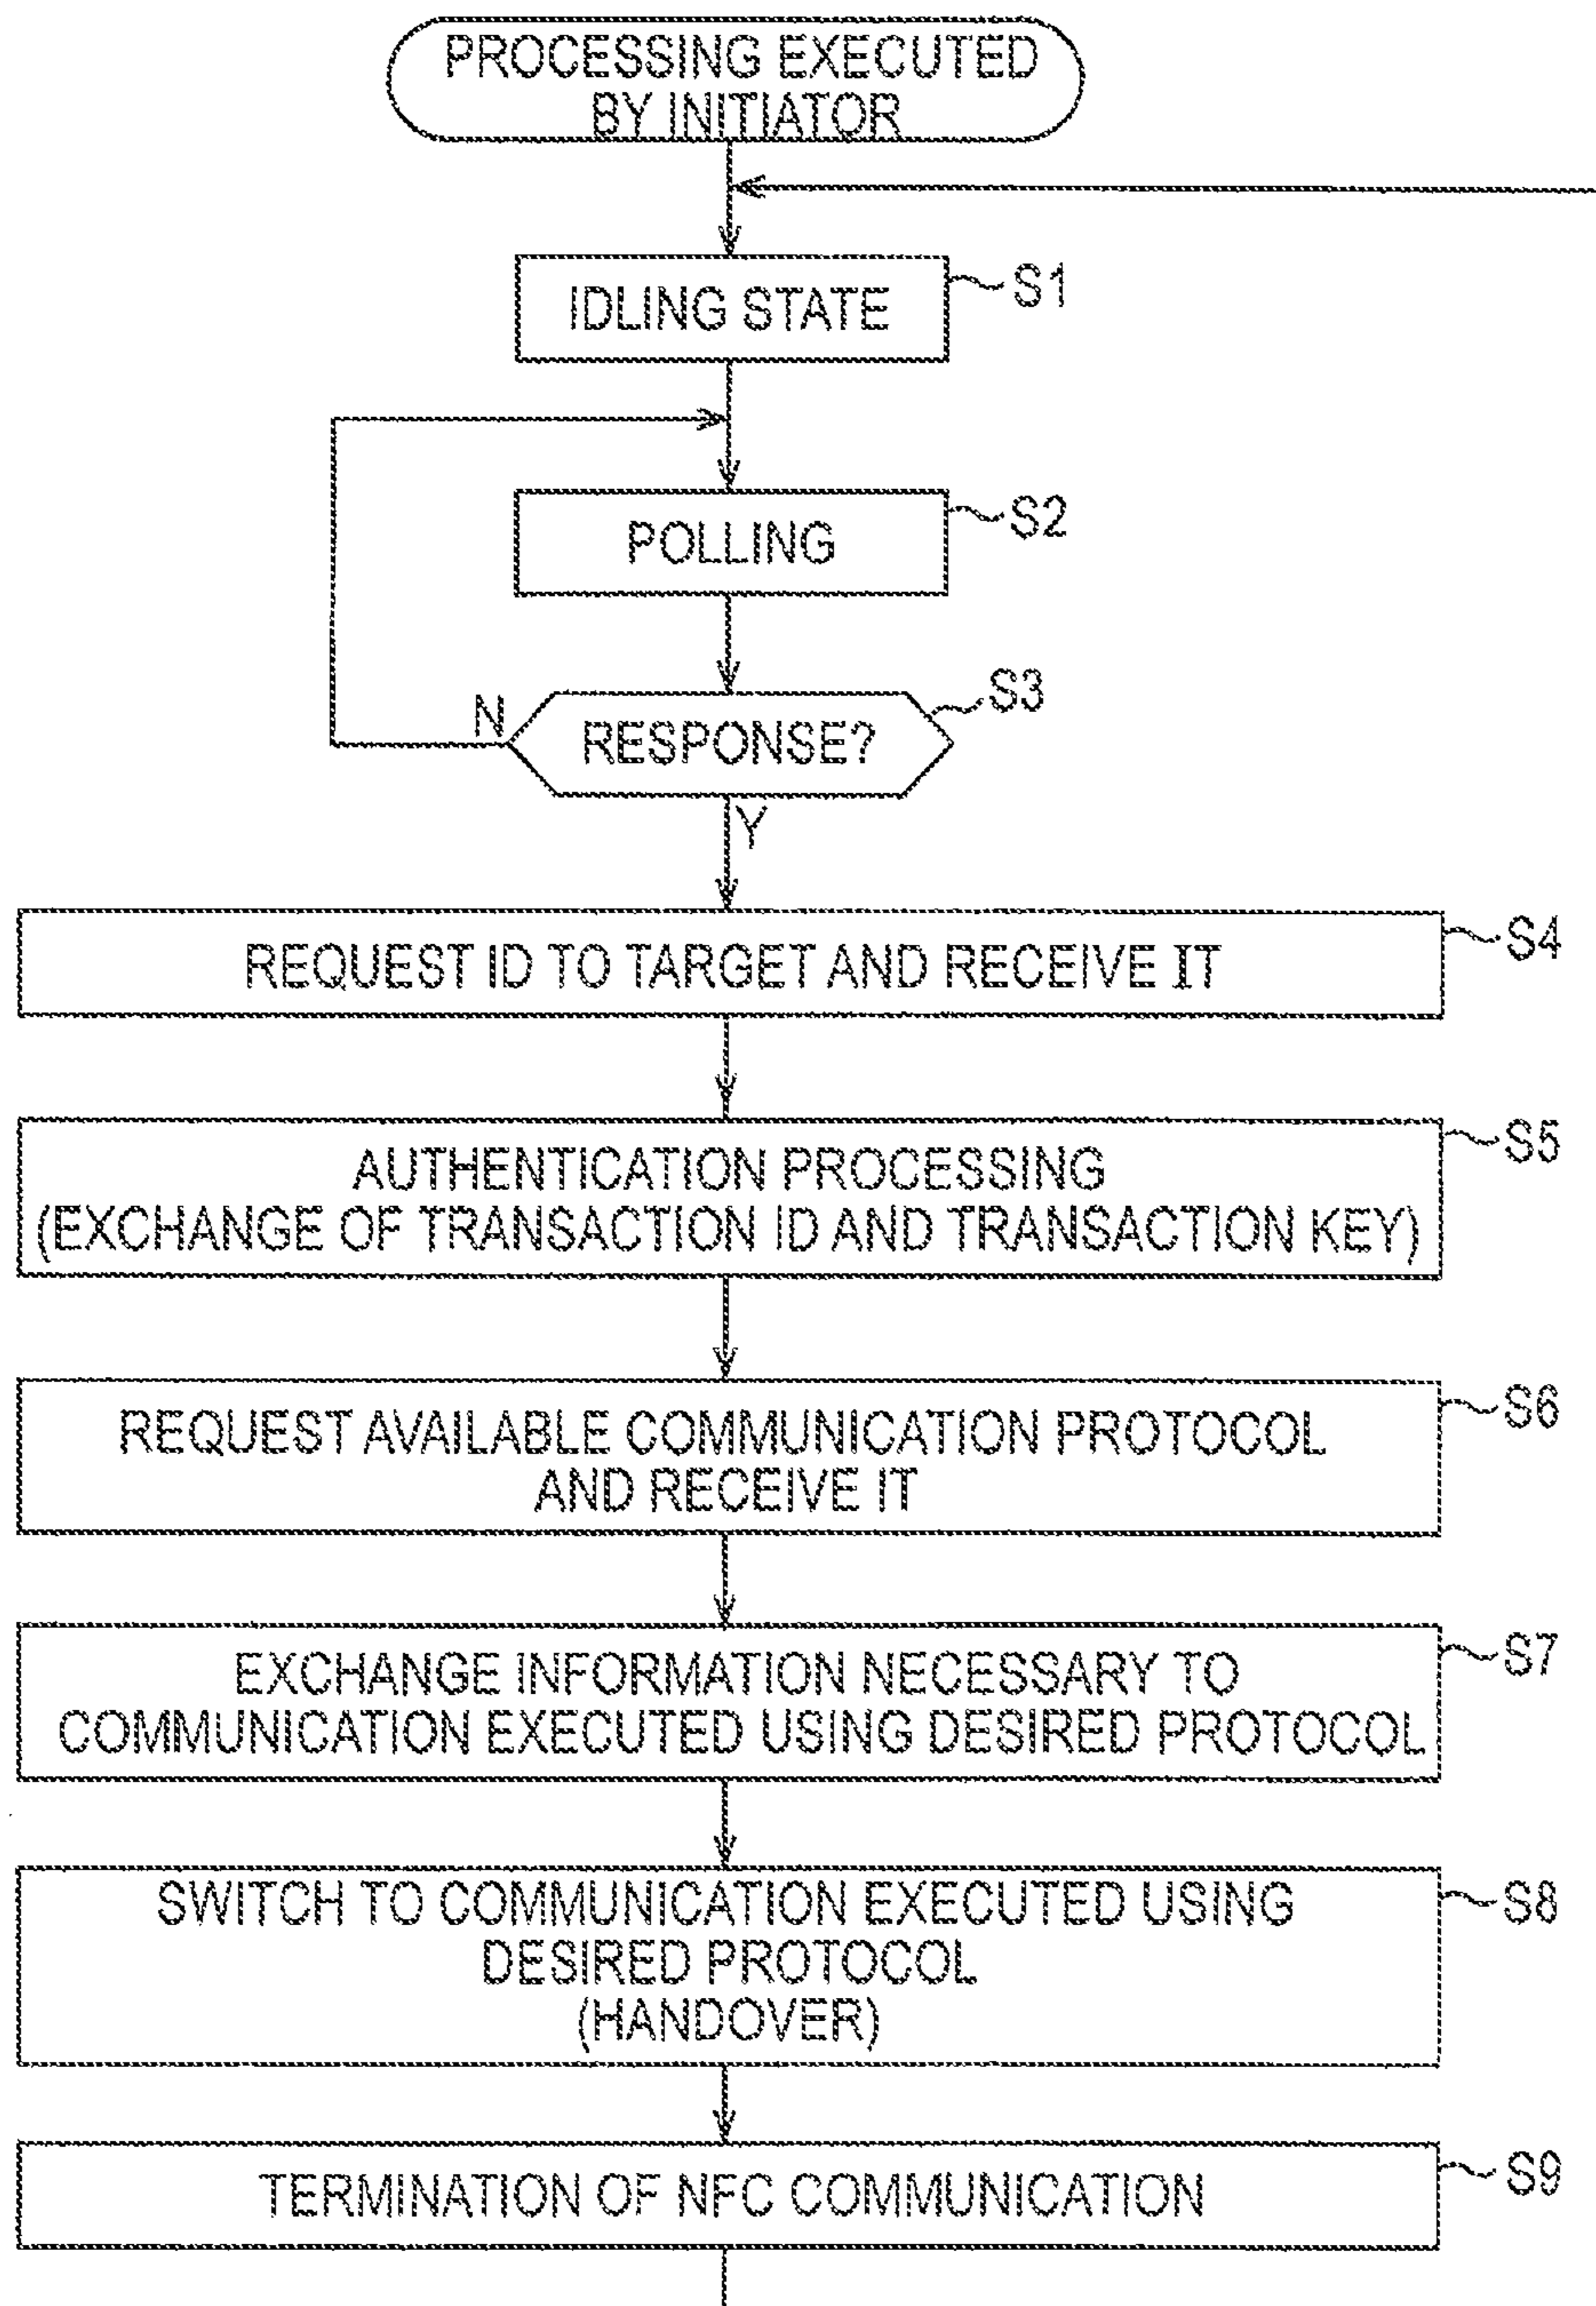 PROCESSING EXECUTED
BY INITIATOR
IDLING STATE
S1
POLLING
S2
RESPONSE?
S3
N
Y
REQUEST ID TO TARGET AND RECEIVE IT
S4
AUTHENTICATION PROCESSING
(EXCHANGE OF TRANSACTION ID AND TRANSACTION KEY)
S5
REQUEST AVAILABLE COMMUNICATION PROTOCOL
AND RECEIVE IT
S6
EXCHANGE INFORMATION NECESSARY TO
COMMUNICATION EXECUTED USING DESIRED PROTOCOL
S7
SWITCH TO COMMUNICATION EXECUTED USING
DESIRED PROTOCOL
(HANDOVER)
S8
TERMINATION OF NFC COMMUNICATION
S9